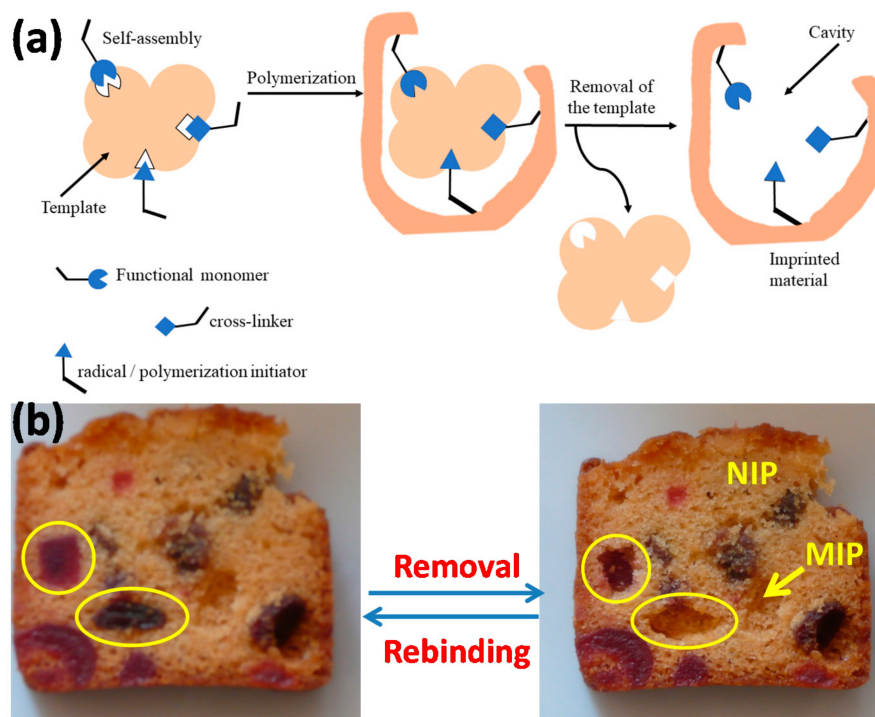 (a)
Self-assembly
Polymerization
Removal of
the template
Cavity
Template
Imprinted
material
Functional monomer
cross-linker
radical / polymerization initiator
(b)
NIP
MIP
Removal
Rebinding